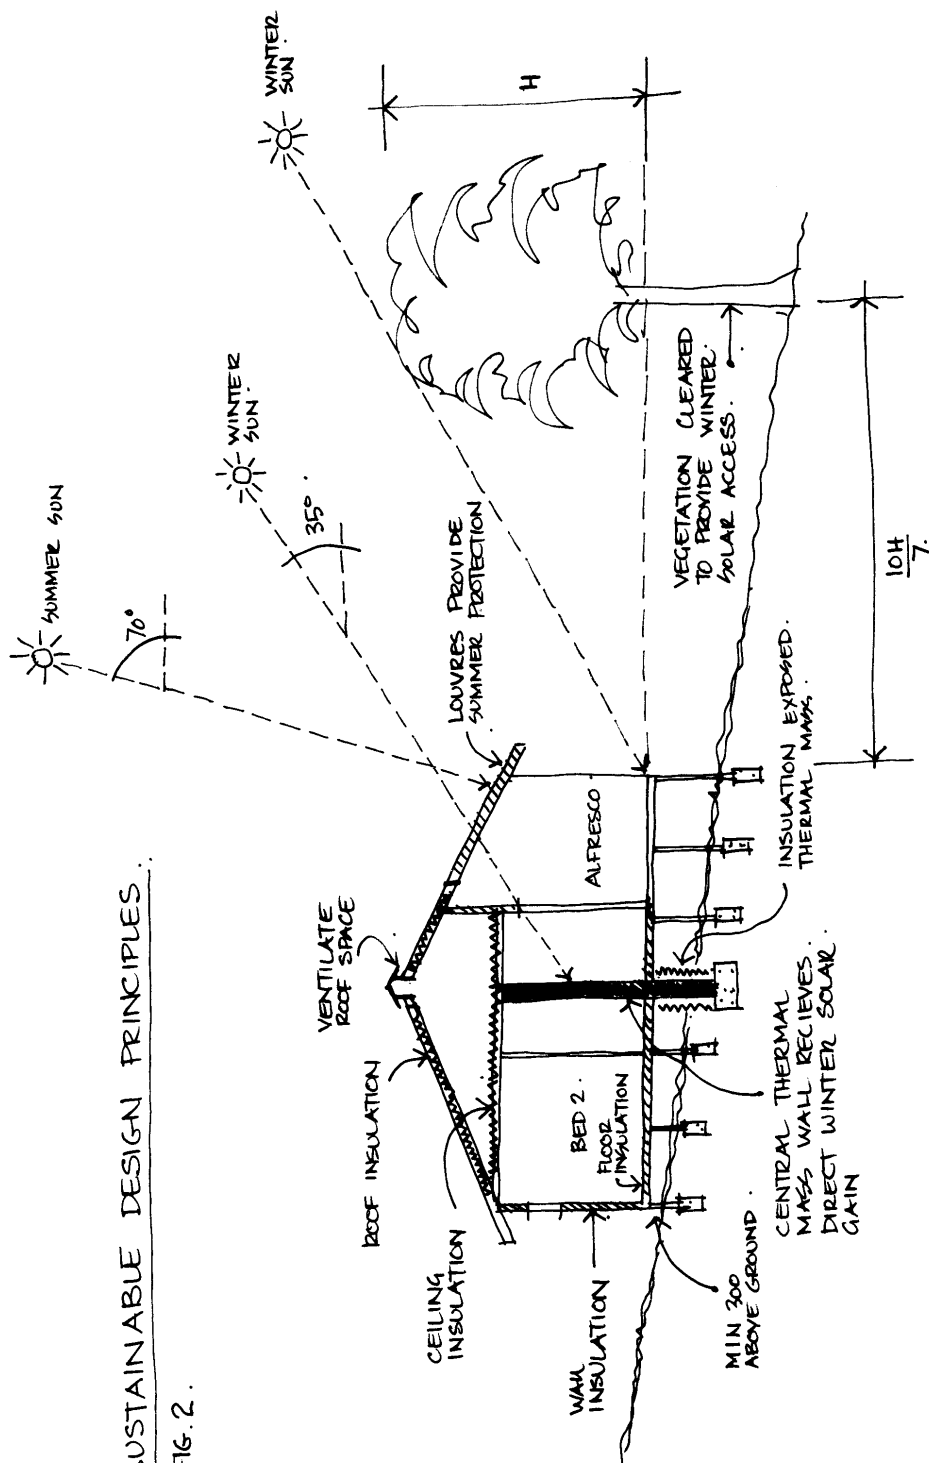 SUSTAINABLE DESIGN PRINCIPLES.
FIG. 2.
SUMMER SUN
70°
WINTER
SUN.
35°.
WINTER
SUN.
H
VENTILATE
ROOF SPACE
ROOF INSULATION
CEILING
INSULATION
WALL
INSULATION
LOUVRES PROVIDE
SUMMER PROTECTION
ALFRESCO
BED 2.
FLOOR
INSULATION
MIN 300
ABOVE GROUND.
CENTRAL THERMAL
MASS WALL RELIEVES.
DIRECT WINTER SOLAR
GAIN
INSULATION EXPOSED.
THERMAL MASS.
VEGETATION CLEARED
TO PROVIDE WINTER
SOLAR ACCESS.
10H
7.